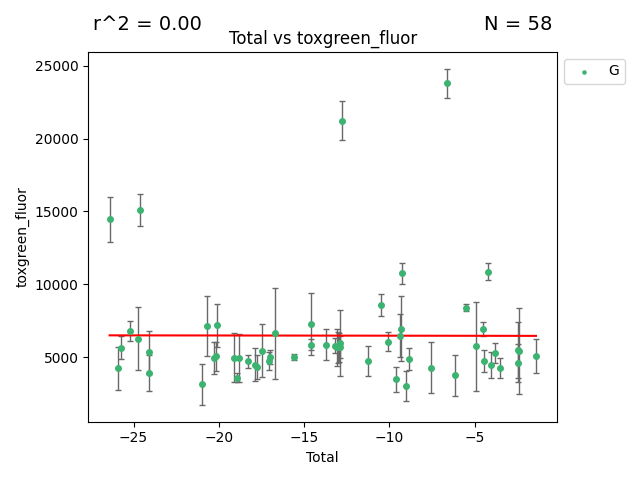 r^2 = 0.00
N = 58
Total vs toxgreen_fluor
G
25000
20000
15000
10000
5000
toxgreen_fluor
−25
−20
−15
−10
−5
Total